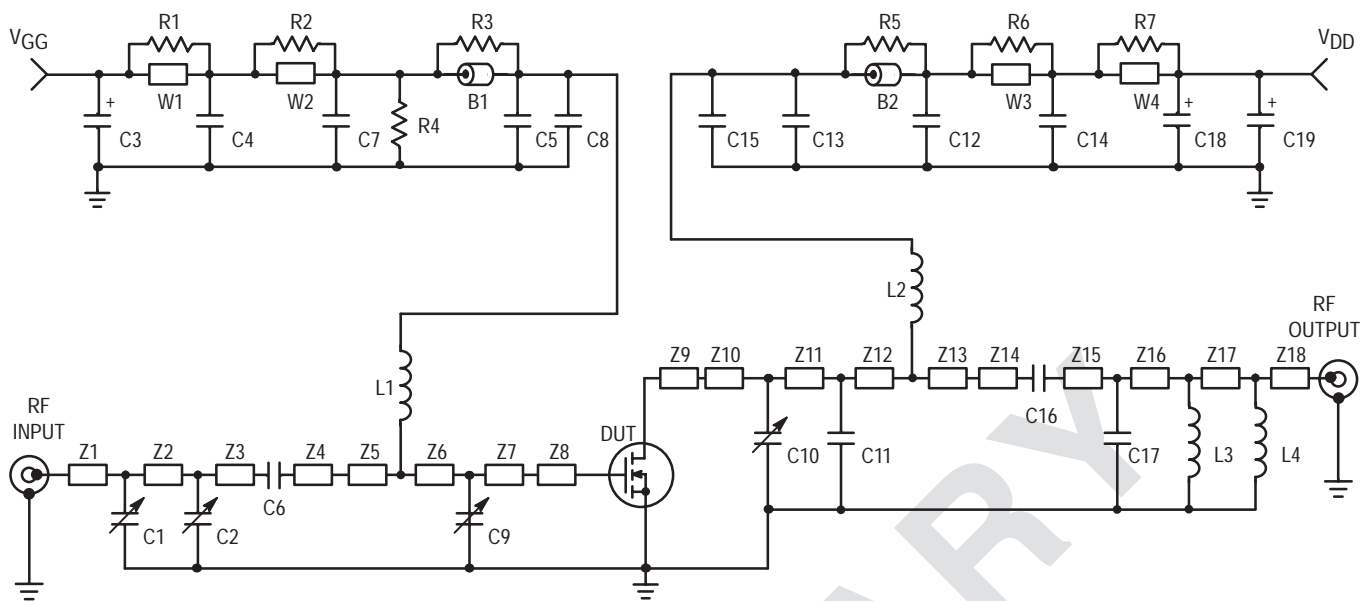 R1 R2 R3 R5 R6 R7
VGG VDD
W1 W2 B1 B2 W3 W4
+ + +
C3 C4 C7 R4 C5 C8 C15 C13 C12 C14 C18 C19
L2
RF
OUTPUT
Z9 Z10 Z11 Z12 Z13 Z14 Z15 Z16 Z17 Z18
L1
C16
RF
INPUT
DUT
Z1 Z2 Z3 Z4 Z5 Z6 Z7 Z8
C10 C11 C17 L3 L4
C6
C1 C2 C9
ARY